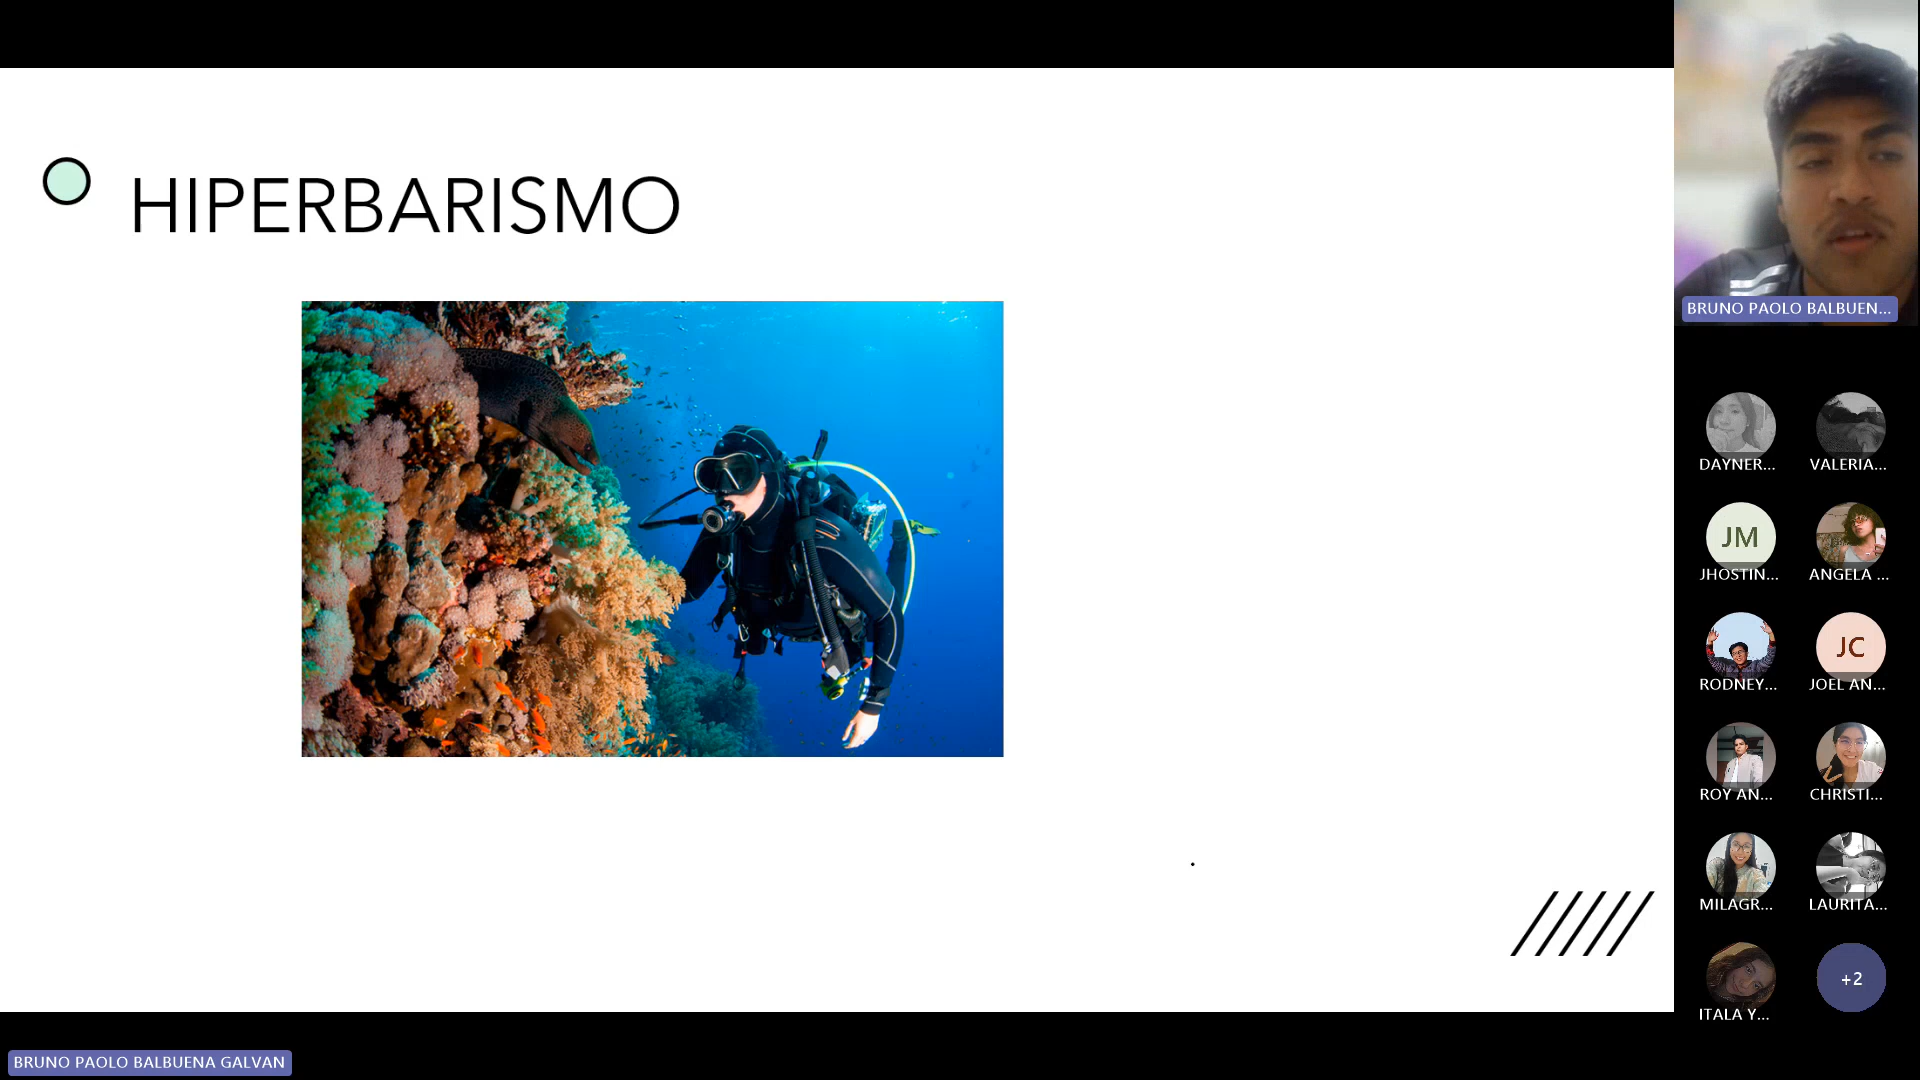 HIPERBARISMO
BRUNO PAOLO BALBUEN...
DAYNER...
VALERIA...
JM
JHOSTIN...
ANGELA ...
RODNEY...
JC
JOEL AN...
ROY AN...
CHRISTI...
MILAGR...
LAURITA...
ITALA Y...
+2
BRUNO PAOLO BALBUENA GALVAN